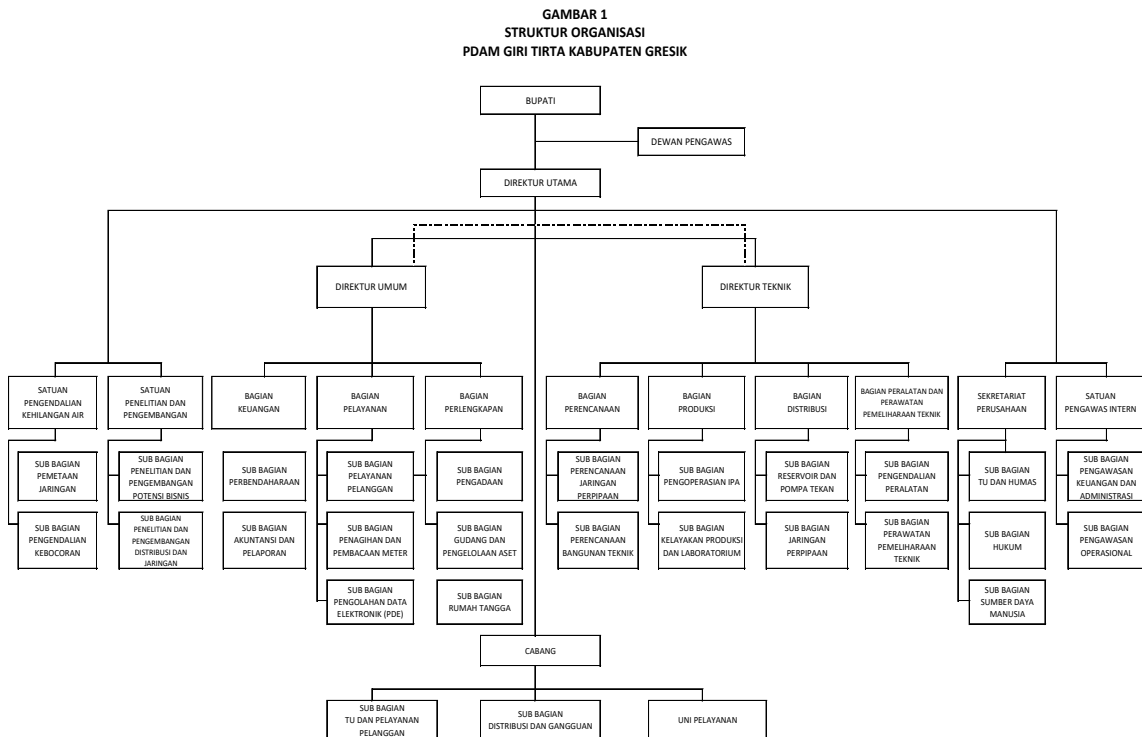 GAMBAR 1
STRUKTUR ORGANISASI
PDAM GIRI TIRTA KABUPATEN GRESIK
BUPATI
DEWAN PENGAWAS
DIREKTUR UTAMA
DIREKTUR UMUM
DIREKTUR TEKNIK
SATUAN
PENGENDALIAN
KEHILANGAN AIR
SATUAN
PENELITIAN DAN
PENGEMBANGAN
BAGIAN
KEUANGAN
BAGIAN
PELAYANAN
BAGIAN
PERLENGKAPAN
BAGIAN
PERENCANAAN
BAGIAN
PRODUKSI
BAGIAN
DISTRIBUSI
BAGIAN PERALATAN DAN
PERAWATAN
PEMELIHARAAN TEKNIK
SEKRETARIAT
PERUSAHAAN
SATUAN
PENGAWAS INTERN
SUB BAGIAN
PEMETAAN
JARINGAN
SUB BAGIAN
PENELITIAN DAN
PENGEMBANGAN
POTENSI BISNIS
SUB BAGIAN
PERBENDAHARAAN
SUB BAGIAN
PELAYANAN
PELANGGAN
SUB BAGIAN
PENGADAAN
SUB BAGIAN
PERENCANAAN
JARINGAN
PERPIPAAN
SUB BAGIAN
PENGOPERASIAN IPA
SUB BAGIAN
RESERVOIR DAN
POMPA TEKAN
SUB BAGIAN
PENGENDALIAN
PERALATAN
SUB BAGIAN
TU DAN HUMAS
SUB BAGIAN
PENGAWASAN
KEUANGAN DAN
ADMINISTRASI
SUB BAGIAN
PENGENDALIAN
KEBOCORAN
SUB BAGIAN
PENELITIAN DAN
PENGEMBANGAN
DISTRIBUSI DAN
JARINGAN
SUB BAGIAN
AKUNTANSI DAN
PELAPORAN
SUB BAGIAN
PENAGIHAN DAN
PEMBACAAN METER
SUB BAGIAN
GUDANG DAN
PENGELOLAAN ASET
SUB BAGIAN
PERENCANAAN
BANGUNAN TEKNIK
SUB BAGIAN
KELAYAKAN PRODUKSI
DAN LABORATORIUM
SUB BAGIAN
JARINGAN
PERPIPAAN
SUB BAGIAN
PERAWATAN
PEMELIHARAAN
TEKNIK
SUB BAGIAN
HUKUM
SUB BAGIAN
PENGAWASAN
OPERASIONAL
SUB BAGIAN
PENGOLAHAN DATA
ELEKTRONIK (PDE)
SUB BAGIAN
RUMAH TANGGA
SUB BAGIAN
SUMBER DAYA
MANUSIA
CABANG
SUB BAGIAN
TU DAN PELAYANAN
PELANGGAN
SUB BAGIAN
DISTRIBUSI DAN GANGGUAN
UNI PELAYANAN